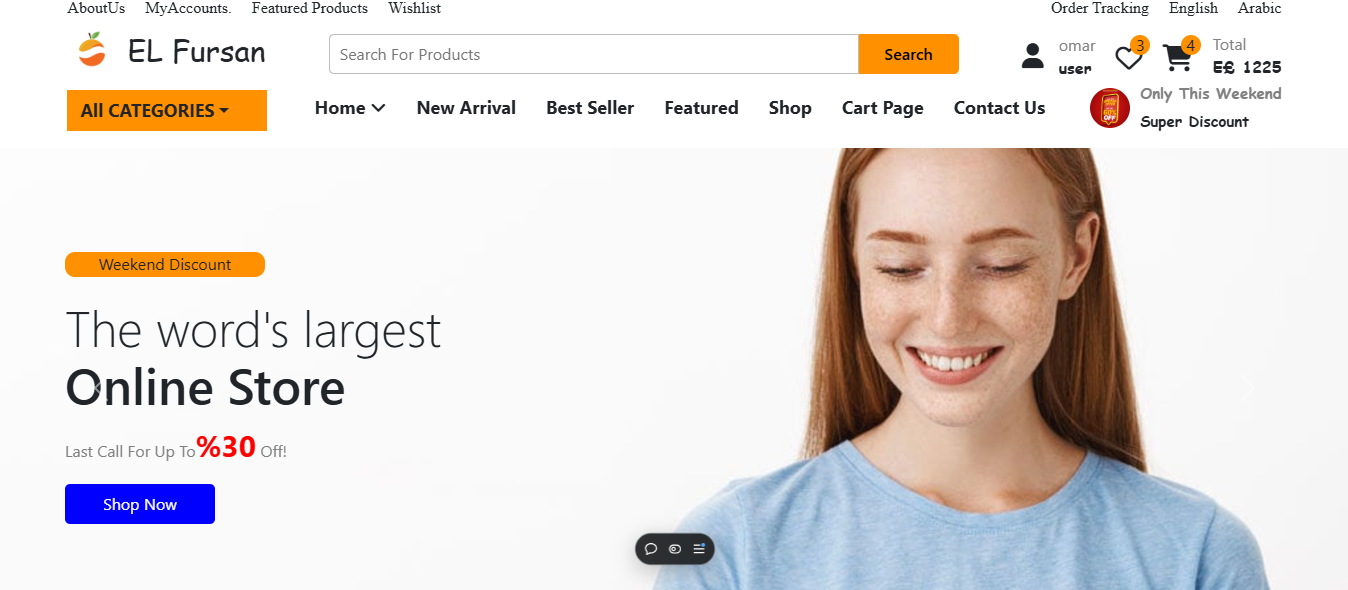 AboutUs MyAccounts. Featured Products Wishlist Order Tracking English Arabic
EL Fursan Search For Products Search omar user 3 4 Total E£ 1225
All CATEGORIES Home New Arrival Best Seller Featured Shop Cart Page Contact Us Only This Weekend
Super Discount
60%
OFF
Weekend Discount
The word's largest
Online Store
Last Call For Up To%30 Off!
Shop Now